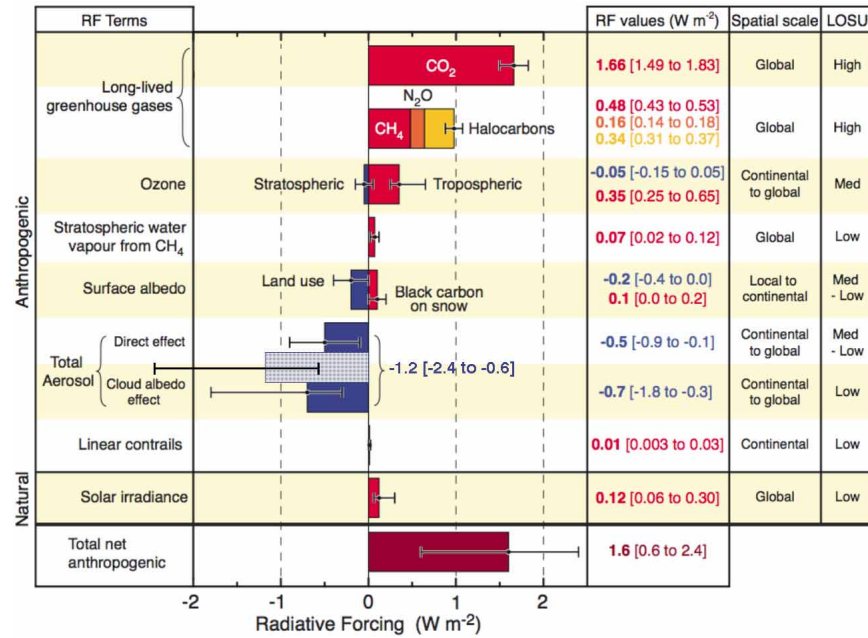 RF Terms
RF values (W m-2)
Spatial scale
LOSU
Anthropogenic
Long-lived
greenhouse gases
CO2
1.66 [1.49 to 1.83]
Global
High
N2O
CH4
Halocarbons
0.48 [0.43 to 0.53]
0.16 [0.14 to 0.18]
0.34 [0.31 to 0.37]
Global
High
Ozone
Stratospheric
Tropospheric
-0.05 [-0.15 to 0.05]
0.35 [0.25 to 0.65]
Continental
to global
Med
Stratospheric water
vapour from CH4
0.07 [0.02 to 0.12]
Global
Low
Surface albedo
Land use
Black carbon
on snow
-0.2 [-0.4 to 0.0]
0.1 [0.0 to 0.2]
Local to
continental
Med
- Low
Total
Aerosol
Direct effect
-0.5 [-0.9 to -0.1]
Continental
to global
Med
- Low
-1.2 [-2.4 to -0.6]
Cloud albedo
effect
-0.7 [-1.8 to -0.3]
Continental
to global
Low
Linear contrails
0.01 [0.003 to 0.03]
Continental
Low
Natural
Solar irradiance
0.12 [0.06 to 0.30]
Global
Low
Total net
anthropogenic
1.6 [0.6 to 2.4]
-2 -1 0 1 2
Radiative Forcing (W m-2)